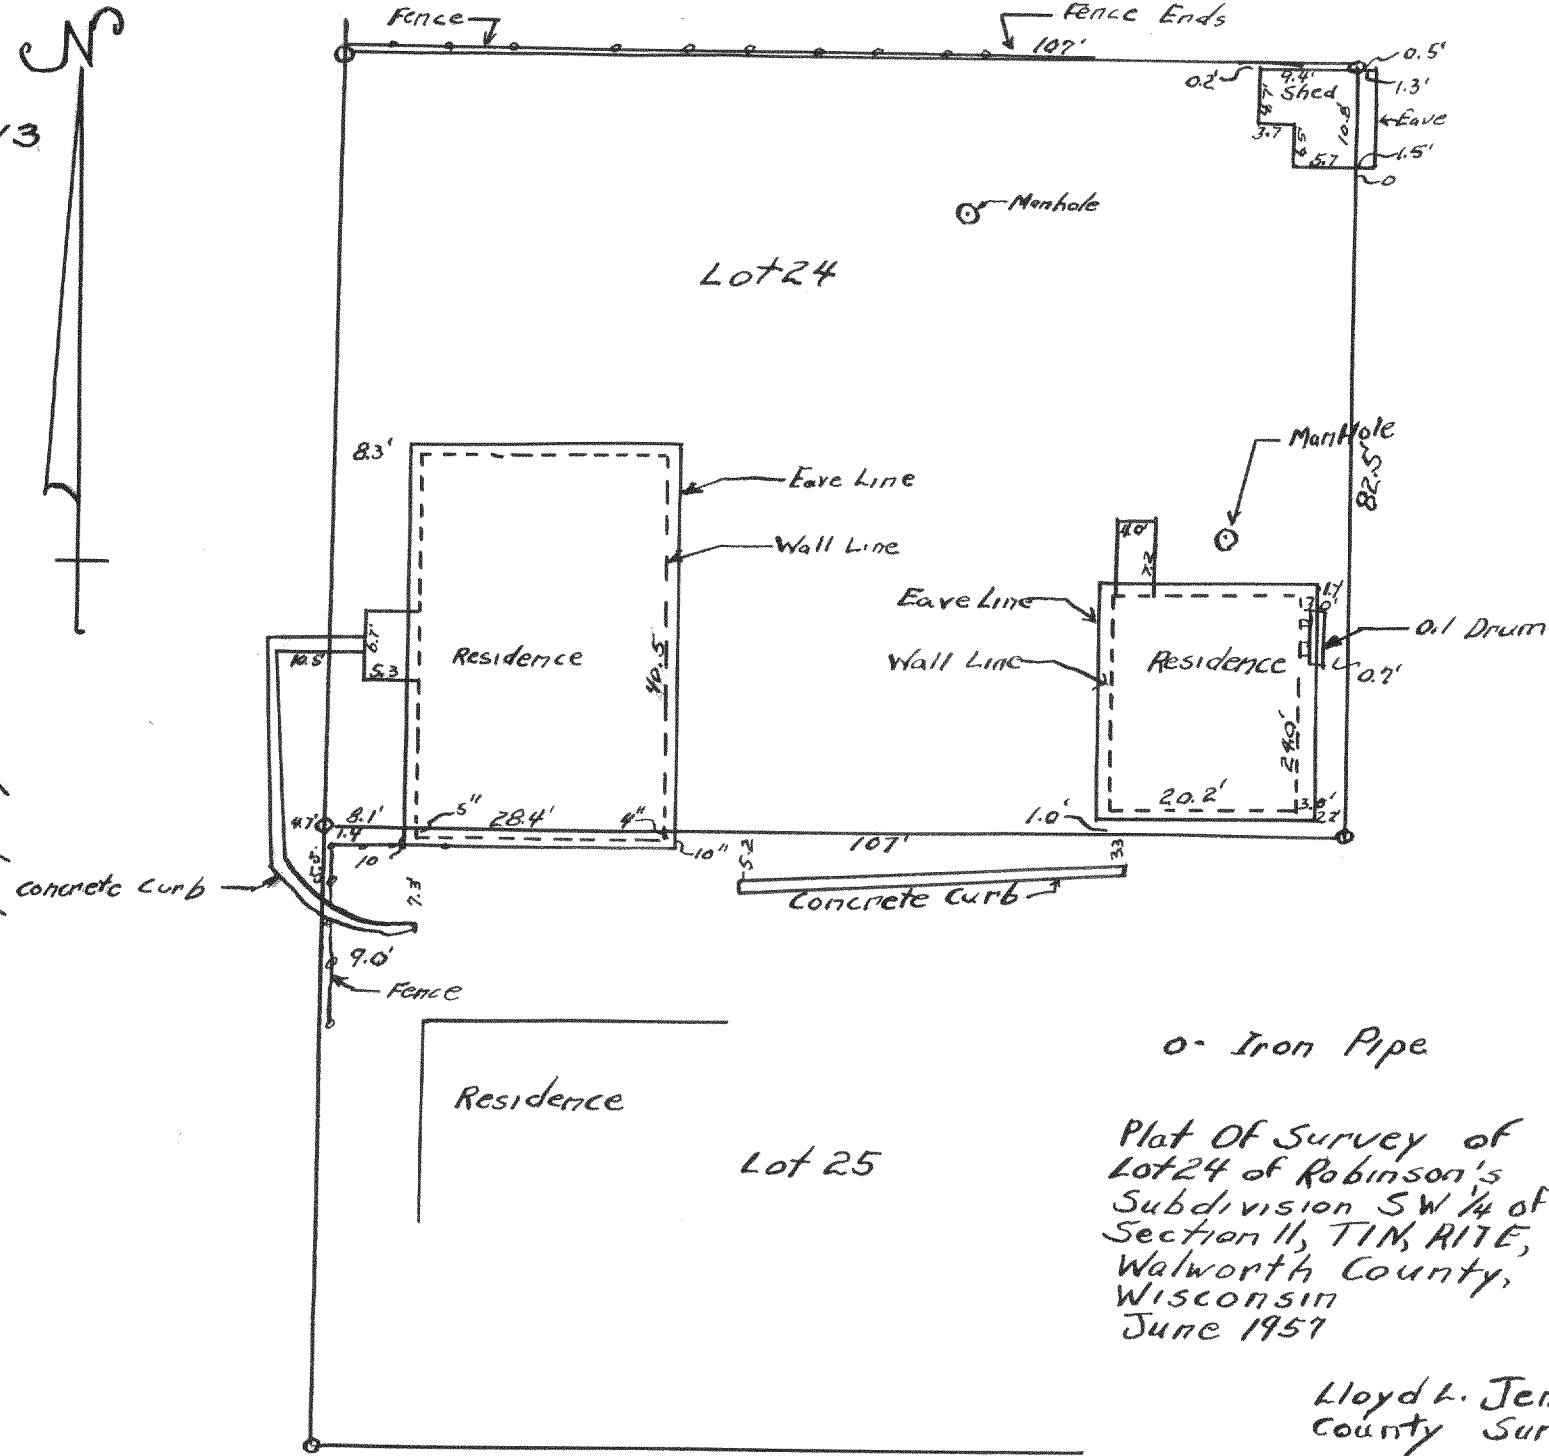 N
Fence
Fence Ends
107'
0.5'
0.2'
9.4'
1.3'
Shed
8.7'
10.8'
Eave
3.7
5.7
1.5'
0
Manhole
Lot 24
ManHole
8.3'
82.5'
Eave Line
4.0
7.2
Wall Line
Eave Line
1.7'
0.1 Drum
6.7'
10.5'
5.3
Residence
40.5
Wall Line
Residence
0.7'
24.0'
20.2'
2.2'
4.7'
8.1'
5"
28.4'
4"
1.0'
1.4
10
10"
5.2
107'
33
Concrete Curb
7.3'
Concrete Curb
9.0'
Fence
o- Iron Pipe
Residence
Lot 25
Plat Of Survey of
Lot 24 of Robinson's
Subdivision SW 1/4 of
Section 11, T1N, R17E,
Walworth County,
Wisconsin
June 1957
Lloyd L. Jen
County Sur